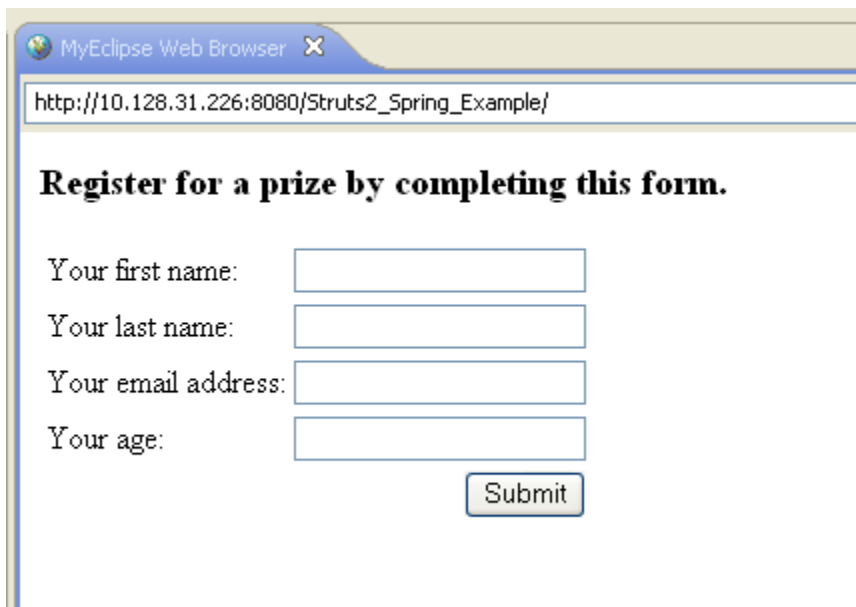 MyEclipse Web Browser
http://10.128.31.226:8080/Struts2_Spring_Example/
Register for a prize by completing this form.
Your first name:
Your last name:
Your email address:
Your age:
Submit